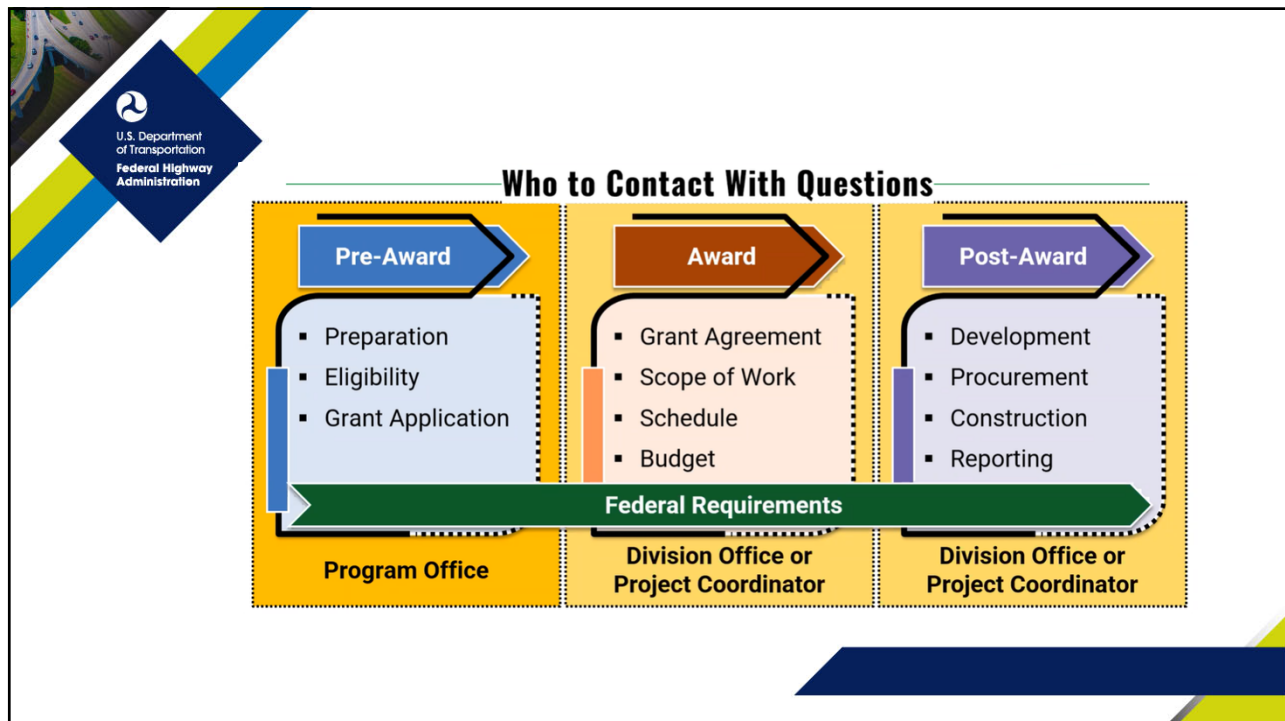 U.S. Department
of Transportation
Federal Highway
Administration
Who to Contact With Questions
Pre-Award
▪ Preparation
▪ Eligibility
▪ Grant Application
Program Office
Award
▪ Grant Agreement
▪ Scope of Work
▪ Schedule
▪ Budget
Division Office or
Project Coordinator
Post-Award
▪ Development
▪ Procurement
▪ Construction
▪ Reporting
Division Office or
Project Coordinator
Federal Requirements